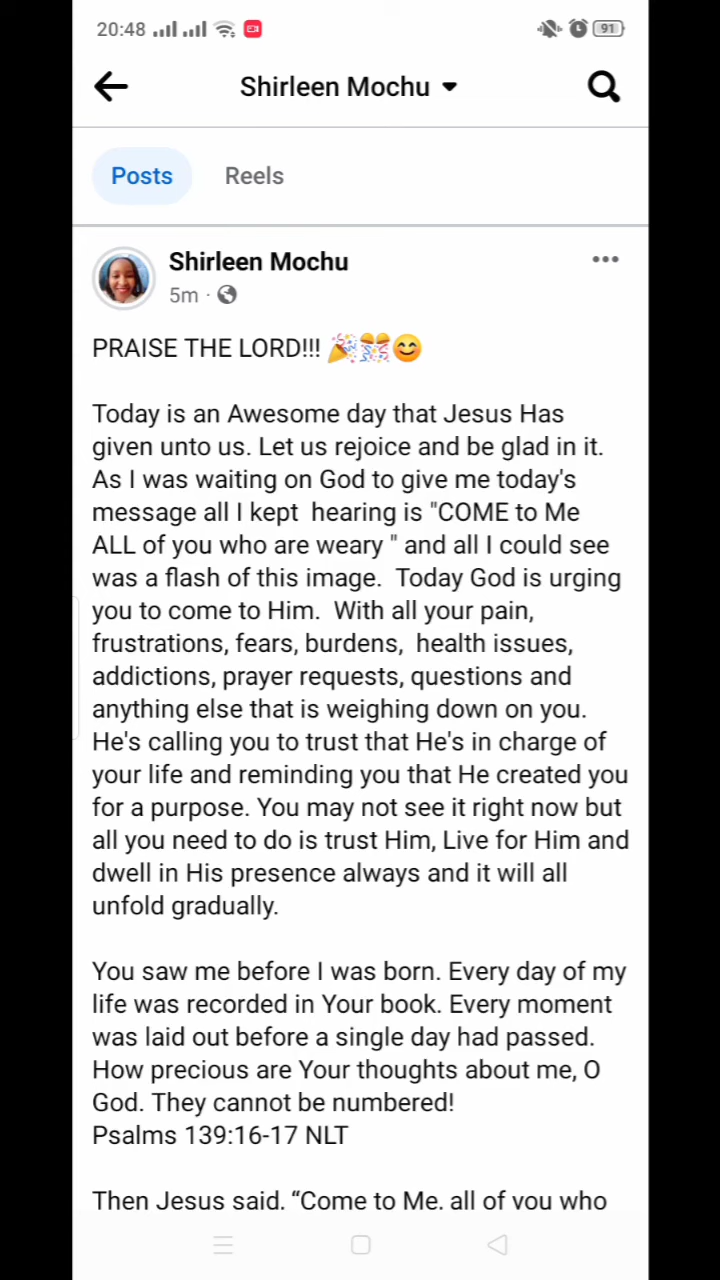 20:48
91
Shirleen Mochu
Posts
Reels
Shirleen Mochu
5m ·
PRAISE THE LORD!!! 🎉🎊😊
Today is an Awesome day that Jesus Has
given unto us. Let us rejoice and be glad in it.
As I was waiting on God to give me today's
message all I kept  hearing is "COME to Me
ALL of you who are weary " and all I could see
was a flash of this image.  Today God is urging
you to come to Him.  With all your pain,
frustrations, fears, burdens,  health issues,
addictions, prayer requests, questions and
anything else that is weighing down on you.
He's calling you to trust that He's in charge of
your life and reminding you that He created you
for a purpose. You may not see it right now but
all you need to do is trust Him, Live for Him and
dwell in His presence always and it will all
unfold gradually.
You saw me before I was born. Every day of my
life was recorded in Your book. Every moment
was laid out before a single day had passed.
How precious are Your thoughts about me, O
God. They cannot be numbered!
Psalms 139:16-17 NLT
Then Jesus said, “Come to Me, all of you who